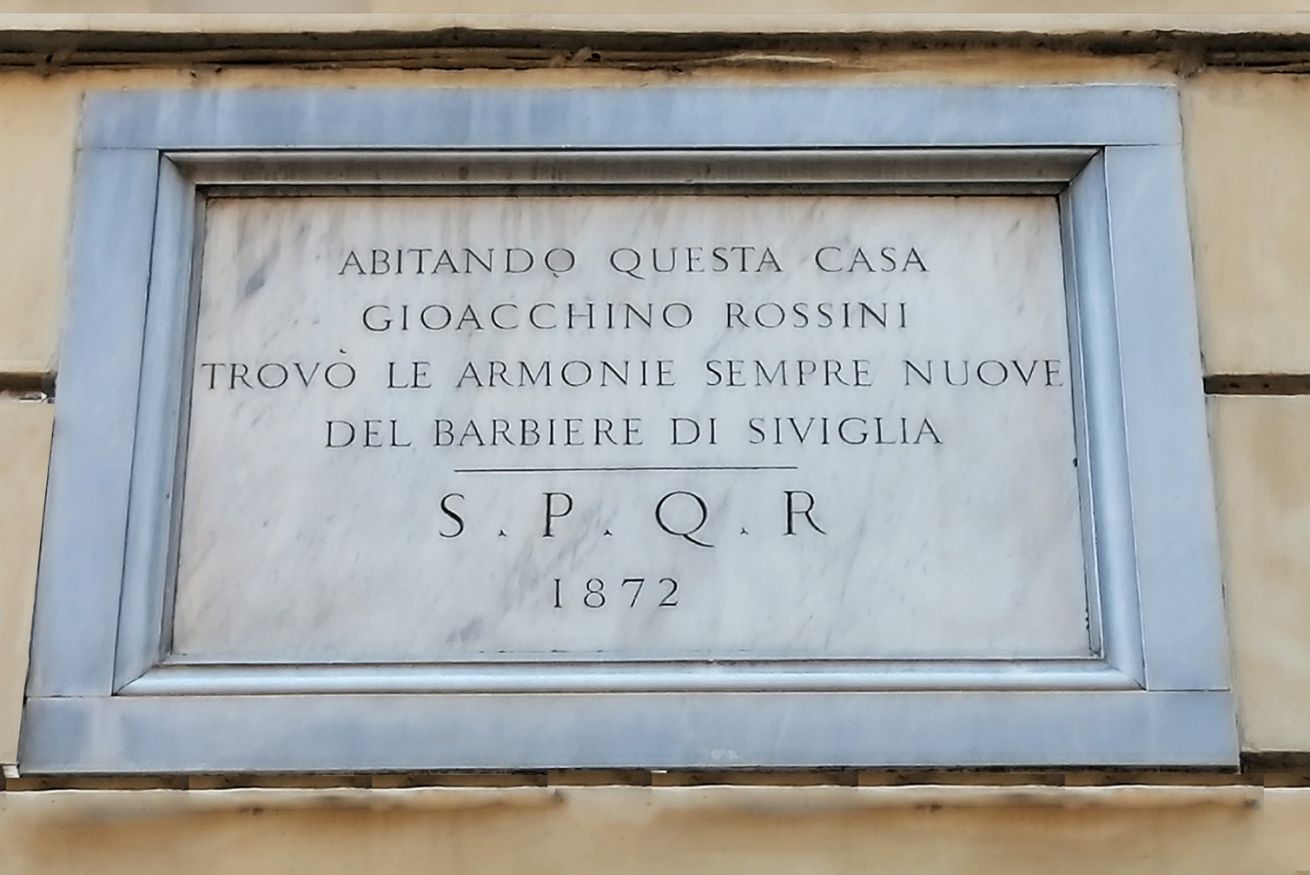 ABITANDO QUESTA CASA
GIOACCHINO ROSSINI
TROVÒ LE ARMONIE SEMPRE NUOVE
DEL BARBIERE DI SIVIGLIA
S . P . Q . R
1872